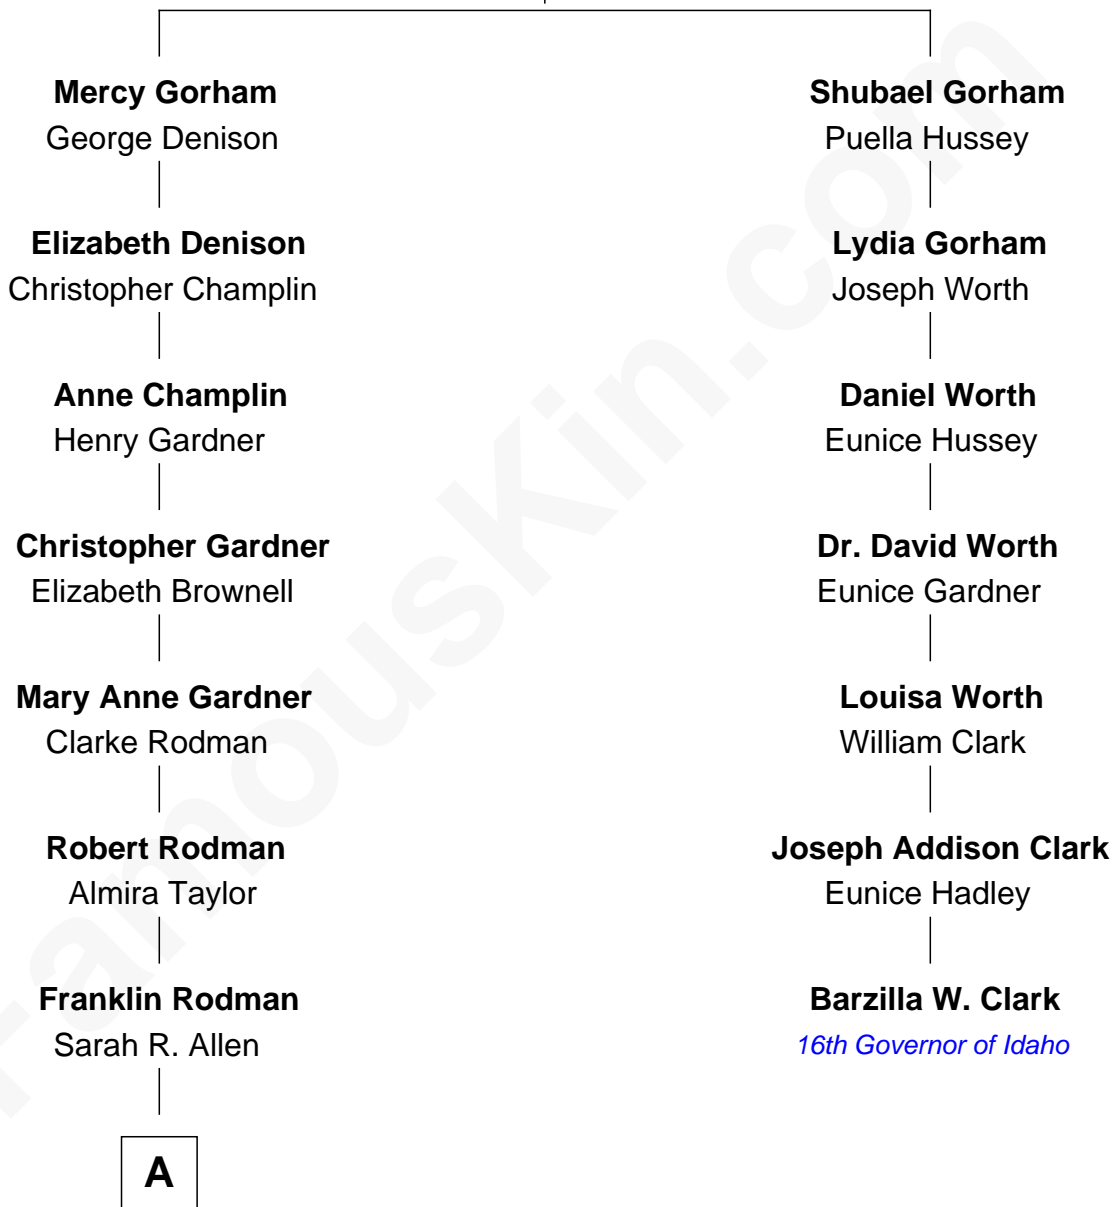 Mercy Gorham
George Denison
Shubael Gorham
Puella Hussey
Elizabeth Denison
Christopher Champlin
Lydia Gorham
Joseph Worth
Anne Champlin
Henry Gardner
Daniel Worth
Eunice Hussey
Christopher Gardner
Elizabeth Brownell
Dr. David Worth
Eunice Gardner
Mary Anne Gardner
Clarke Rodman
Louisa Worth
William Clark
Robert Rodman
Almira Taylor
Joseph Addison Clark
Eunice Hadley
Franklin Rodman
Sarah R. Allen
Barzilla W. Clark
16th Governor of Idaho
A
FamousKin.com